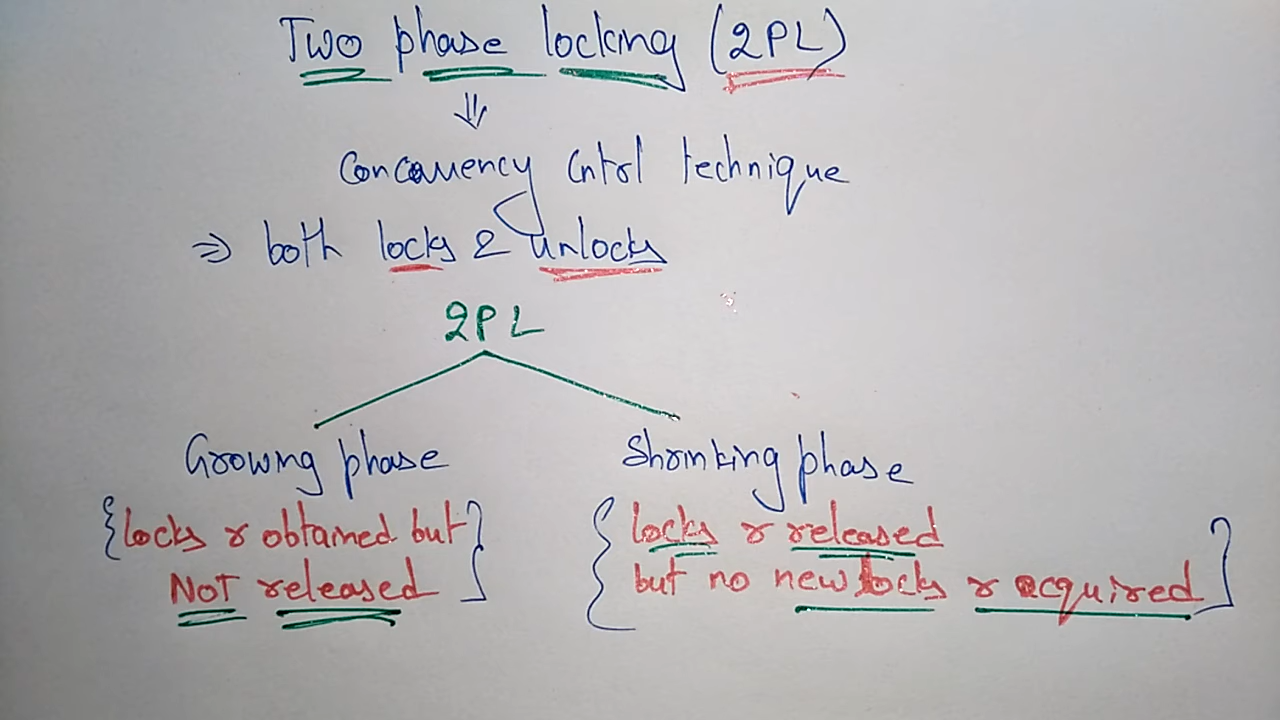 Two phase locking (2PL)
⇓
Concurrency Cntrl technique
⇒ both locks & unlocks
2PL
Growing phase
Shrinking phase
{locks r obtained but
Not released}
{locks r released
but no new locks r acquired}